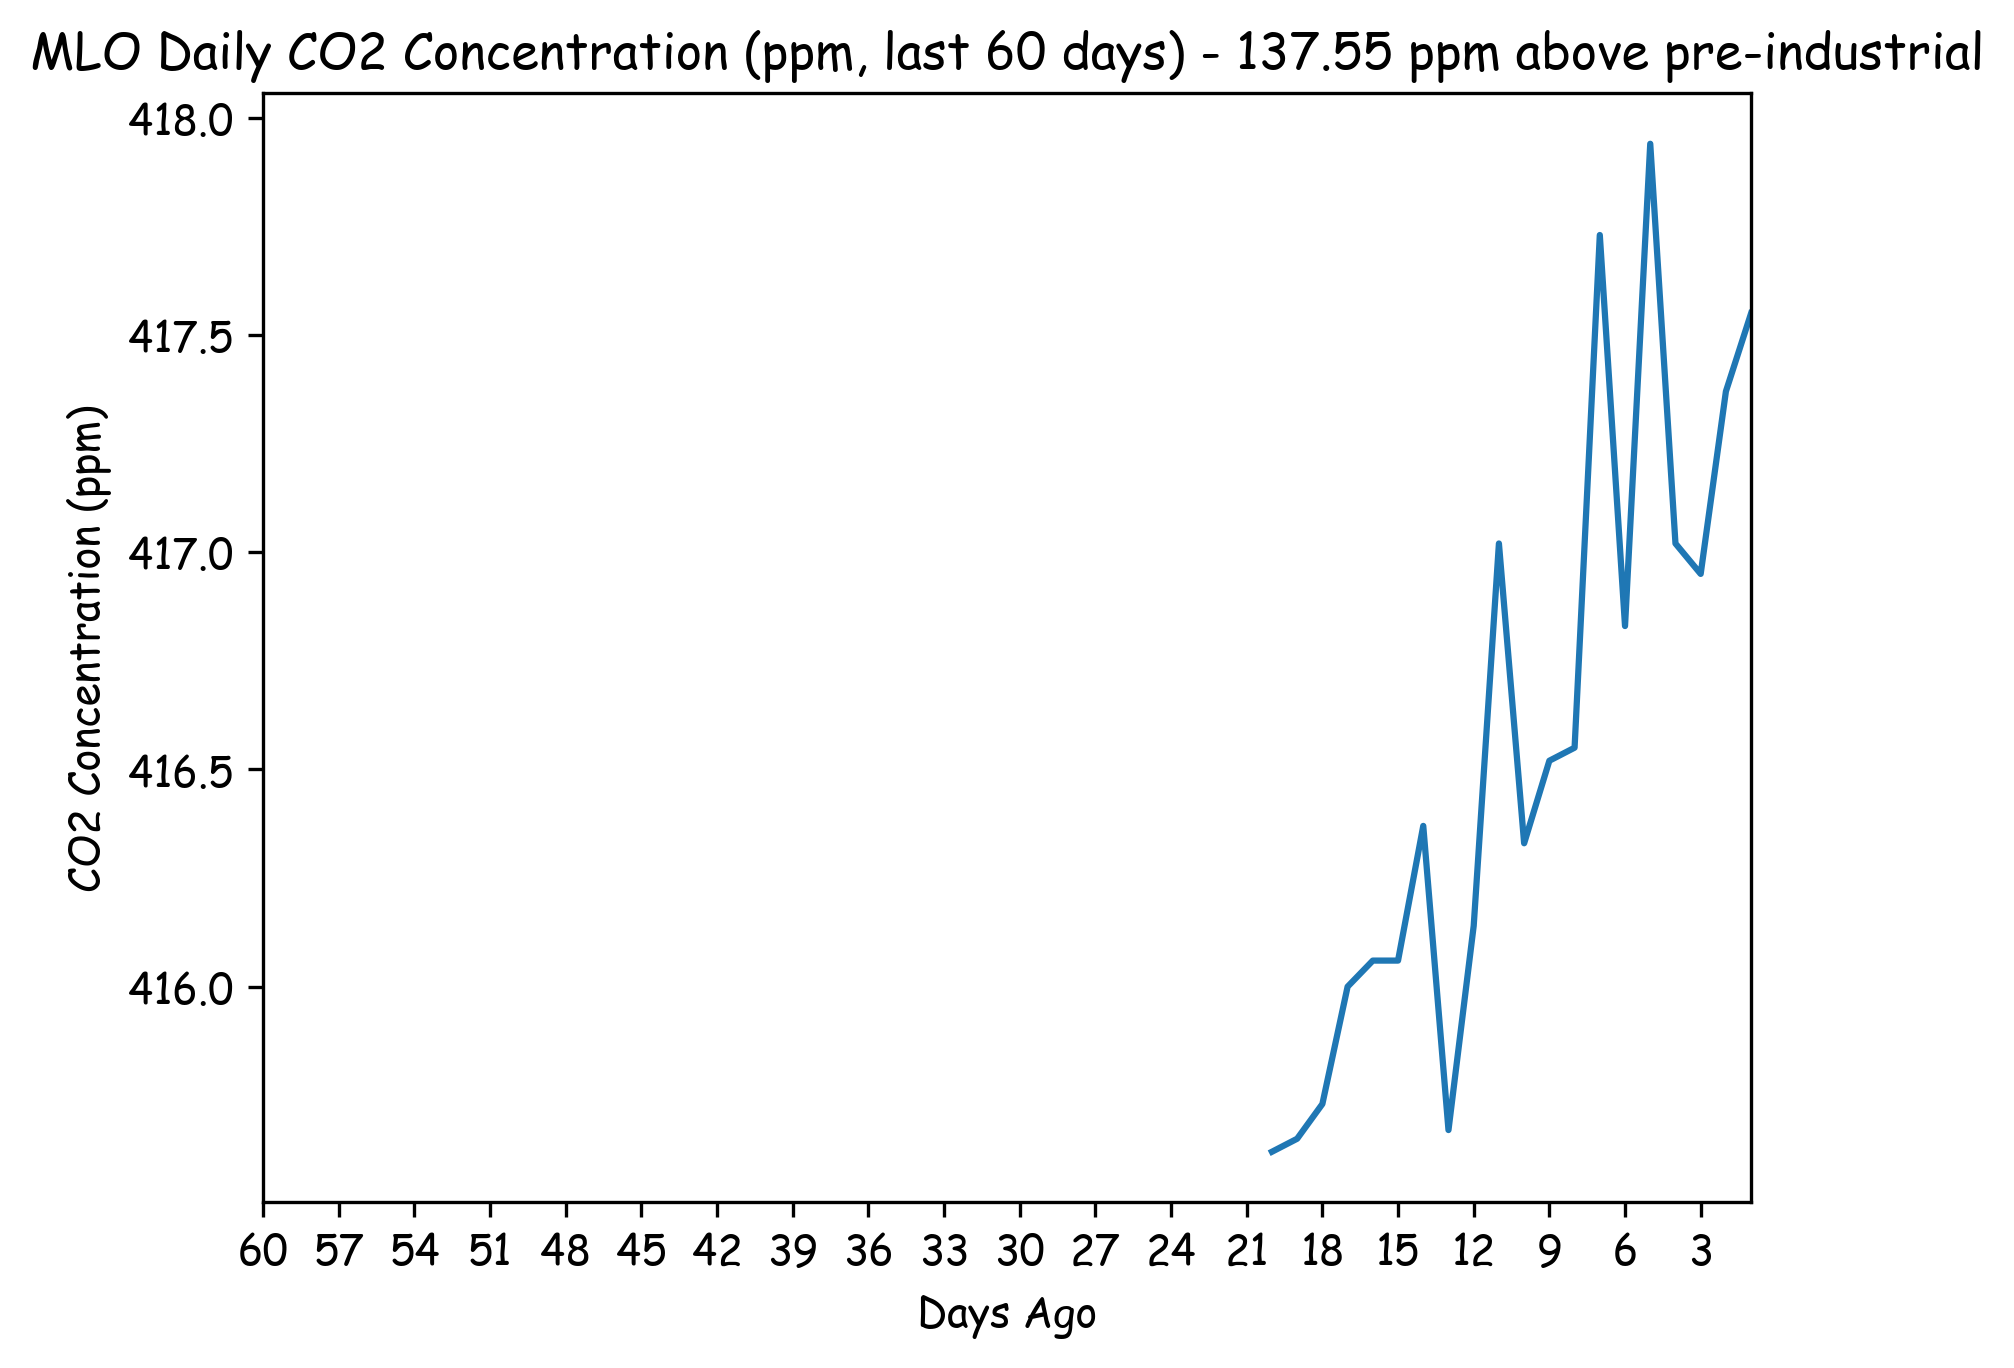 MLO Daily CO2 Concentration (ppm, last 60 days) - 137.55 ppm above pre-industrial
418.0
417.5
417.0
416.5
416.0
CO2 Concentration (ppm)
60 57 54 51 48 45 42 39 36 33 30 27 24 21 18 15 12 9 6 3
Days Ago